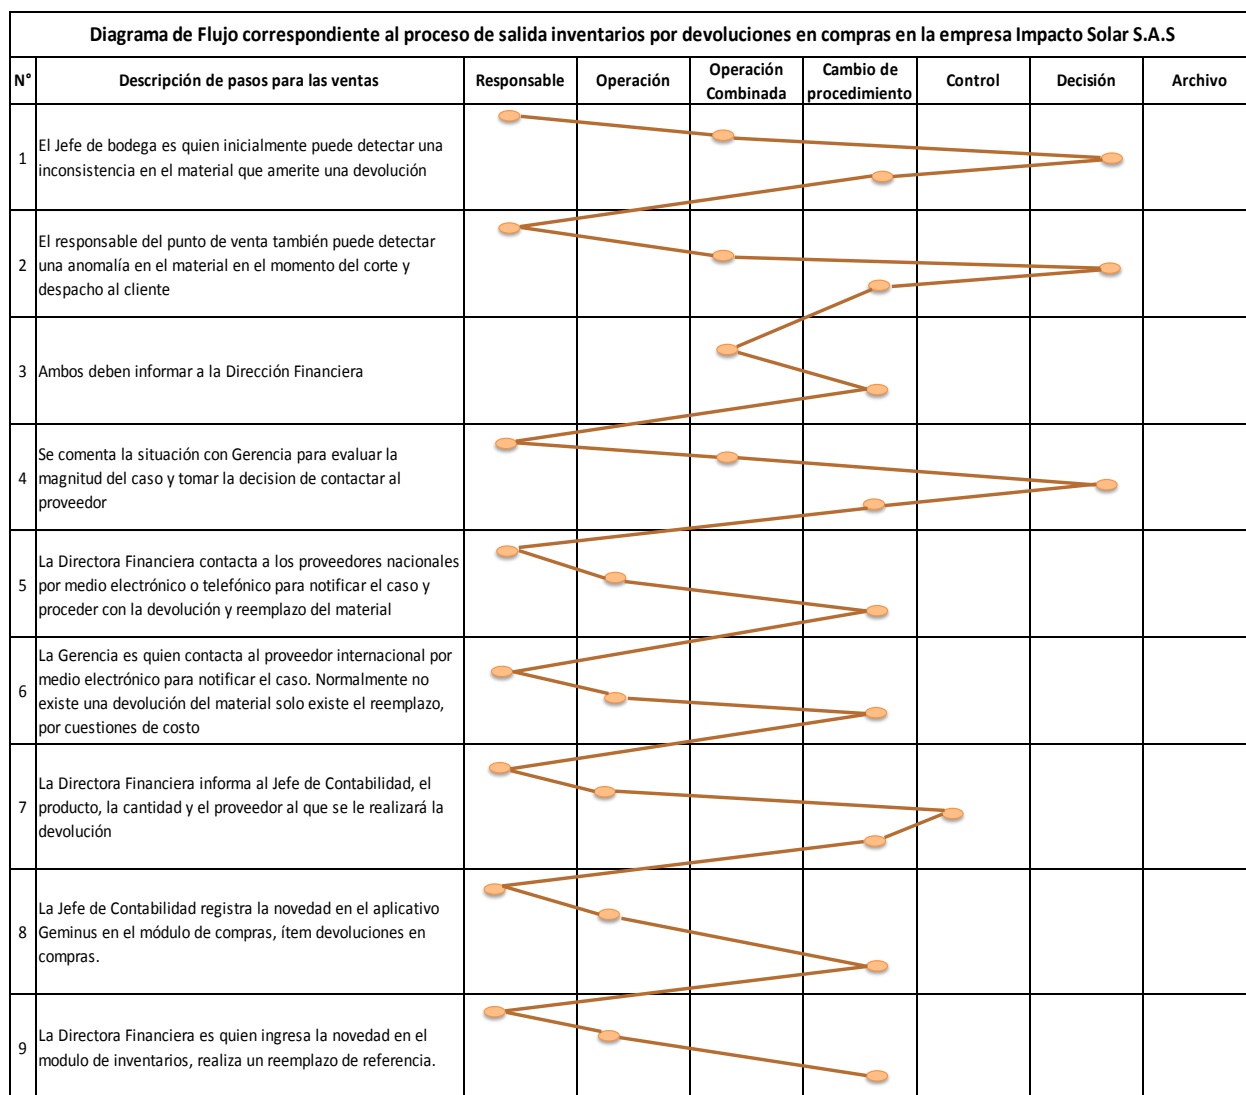 Diagrama de Flujo correspondiente al proceso de salida inventarios por devoluciones en compras en la empresa Impacto Solar S.A.S
N° Descripción de pasos para las ventas Responsable Operación Operación Combinada Cambio de procedimiento Control Decisión Archivo
1 El Jefe de bodega es quien inicialmente puede detectar una
inconsistencia en el material que amerite una devolución
2 El responsable del punto de venta también puede detectar
una anomalía en el material en el momento del corte y
despacho al cliente
3 Ambos deben informar a la Dirección Financiera
4 Se comenta la situación con Gerencia para evaluar la
magnitud del caso y tomar la decision de contactar al
proveedor
5 La Directora Financiera contacta a los proveedores nacionales
por medio electrónico o telefónico para notificar el caso y
proceder con la devolución y reemplazo del material
6 La Gerencia es quien contacta al proveedor internacional por
medio electrónico para notificar el caso. Normalmente no
existe una devolución del material solo existe el reemplazo,
por cuestiones de costo
7 La Directora Financiera informa al Jefe de Contabilidad, el
producto, la cantidad y el proveedor al que se le realizará la
devolución
8 La Jefe de Contabilidad registra la novedad en el aplicativo
Geminus en el módulo de compras, ítem devoluciones en
compras.
9 La Directora Financiera es quien ingresa la novedad en el
modulo de inventarios, realiza un reemplazo de referencia.